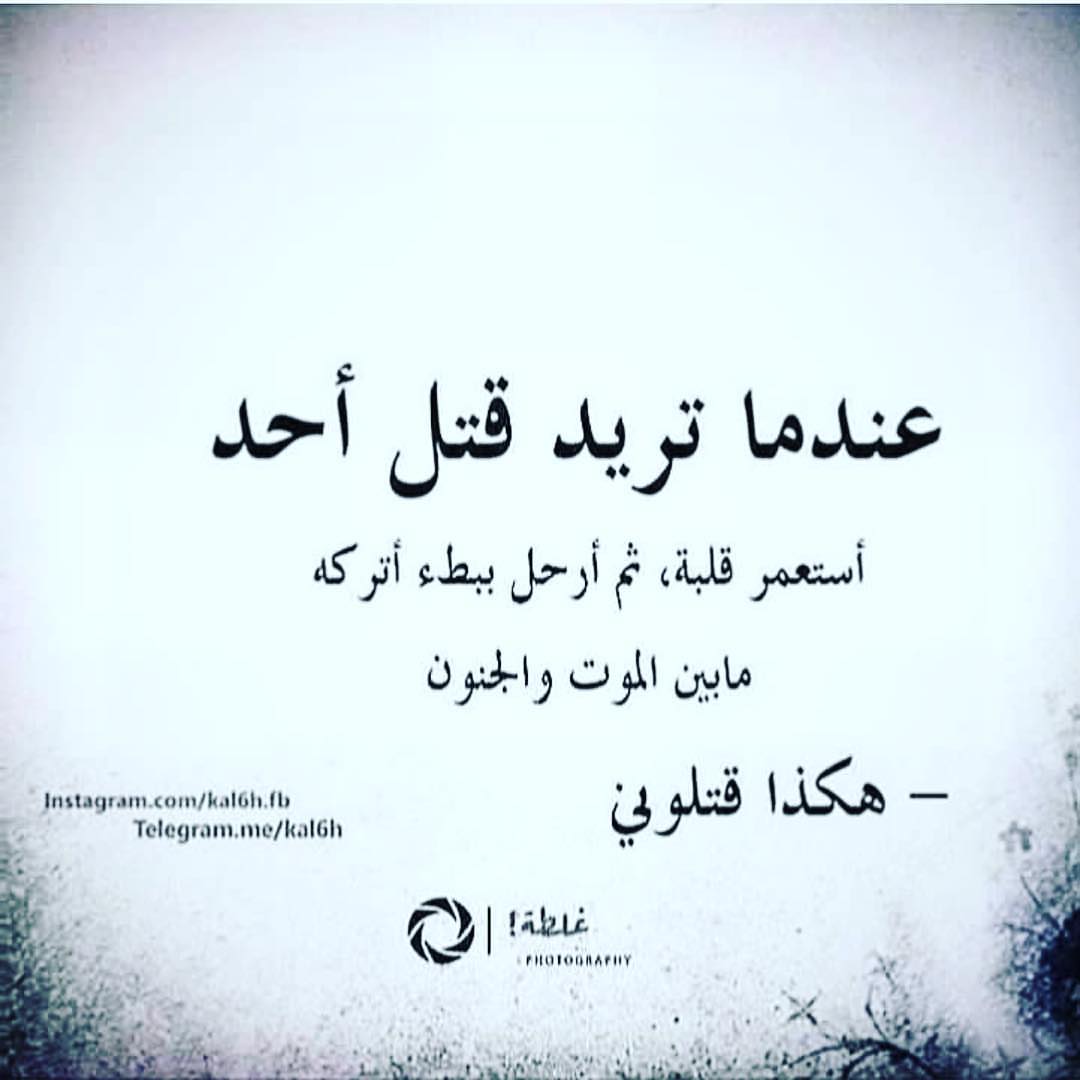 عندما تريد قتل أحد
أستعمر قلبة، ثم أرحل ببطء أتركه
مابين الموت والجنون
– هكذا قتلوني
Instagram.com/kal6h.fb
Telegram.me/kal6h
غلطة!
PHOTOGRAPHY